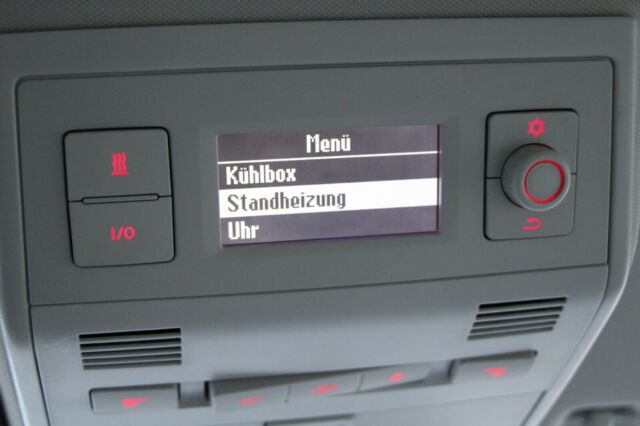 Menü
Kühlbox
Standheizung
Uhr
I/O